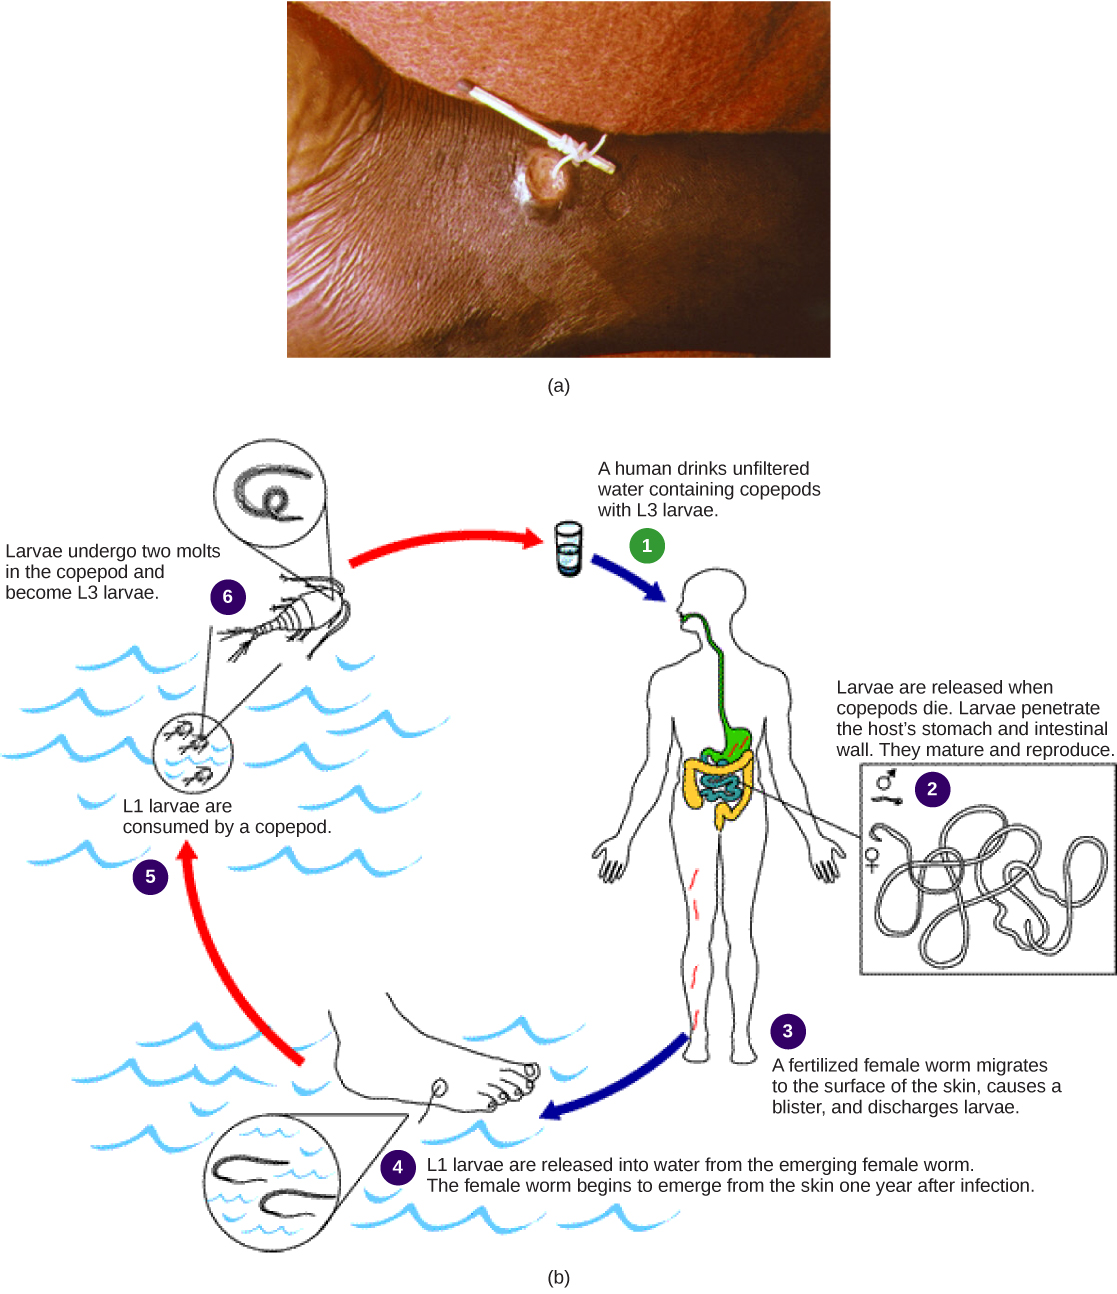 (a)
A human drinks unfiltered
water containing copepods
with L3 larvae.
1
Larvae undergo two molts
in the copepod and
become L3 larvae.
6
Larvae are released when
copepods die. Larvae penetrate
the host's stomach and intestinal
wall. They mature and reproduce.
♂
2
♀
L1 larvae are
consumed by a copepod.
5
3
A fertilized female worm migrates
to the surface of the skin, causes a
blister, and discharges larvae.
4
L1 larvae are released into water from the emerging female worm.
The female worm begins to emerge from the skin one year after infection.
(b)